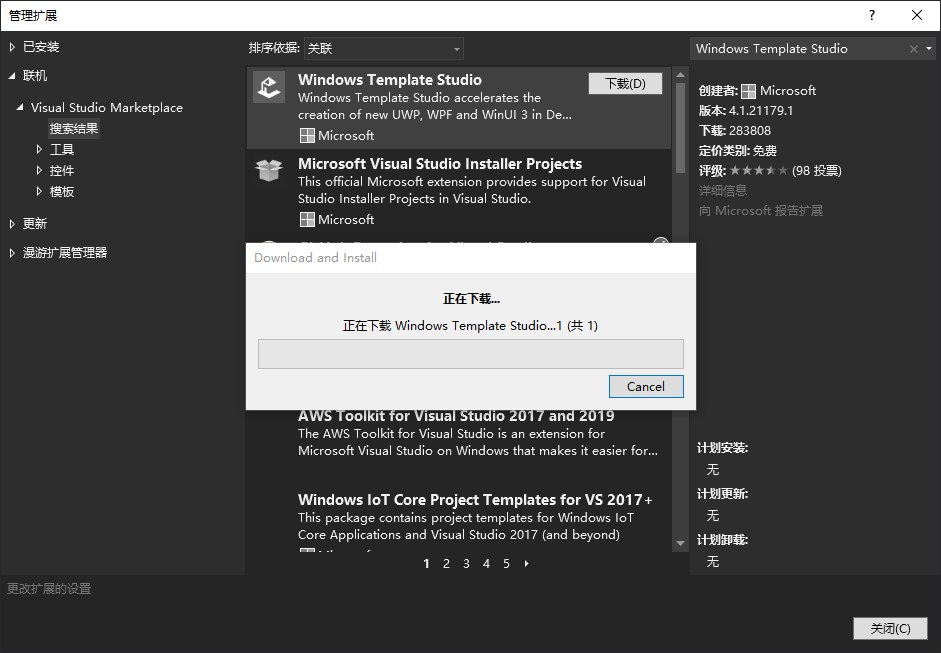 管理扩展
?
已安装
联机
Visual Studio Marketplace
搜索结果
工具
控件
模板
更新
漫游扩展管理器
更改扩展的设置
排序依据: 关联
Windows Template Studio
下载(D)
Windows Template Studio accelerates the
creation of new UWP, WPF and WinUI 3 in De...
Microsoft
Microsoft Visual Studio Installer Projects
This official Microsoft extension provides support for Visual
Studio Installer Projects in Visual Studio.
Microsoft
Download and Install
正在下载...
正在下载 Windows Template Studio...1 (共 1)
Cancel
AWS Toolkit for Visual Studio 2017 and 2019
The AWS Toolkit for Visual Studio is an extension for
Microsoft Visual Studio on Windows that makes it easier for...
Windows IoT Core Project Templates for VS 2017+
This package contains project templates for Windows IoT
Core Applications and Visual Studio 2017 (and beyond)
1 2 3 4 5
Windows Template Studio
创建者: Microsoft
版本: 4.1.21179.1
下载: 283808
定价类别: 免费
评级: (98 投票)
详细信息
向 Microsoft 报告扩展
计划安装:
无
计划更新:
无
计划卸载:
无
关闭(C)